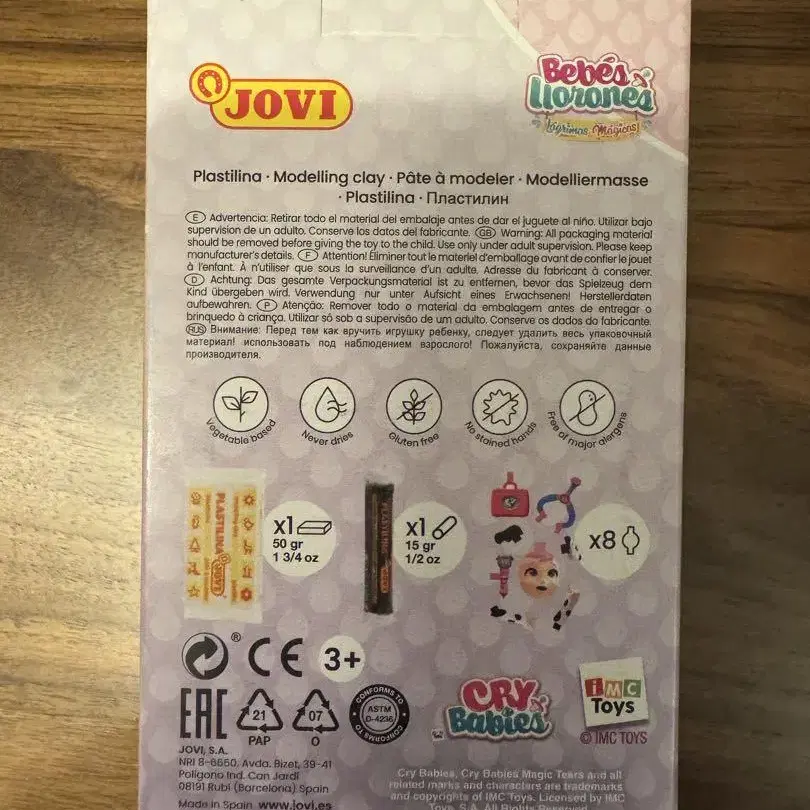 JOVI
Bebés
llorones
Lágrimas Mágicas
Plastilina · Modelling clay · Pâte à modeler · Modelliermasse
· Plastilina · Пластилин
E Advertencia: Retirar todo el material del embalaje antes de dar el juguete al niño. Utilizar bajo
supervision de un adulto. Conserve los datos del fabricante. GB Warning: All packaging material
should be removed before giving the toy to the child. Use only under adult supervision. Please keep
manufacturer's details. F Attention! Éliminer tout le materiel d'emballage avant de confier le jouet
à l'enfant. À n'utiliser que sous la surveillance d'un adulte. Adresse du fabricant à conserver.
D Achtung: Das gesamte Verpackungsmaterial ist zu entfernen, bevor das Spielzeug dem
Kind übergeben wird. Verwendung nur unter Aufsicht eines Erwachsenen! Herstellerdaten
aufbewahren. P Atenção: Remover todo o material da embalagem antes de entregar o
brinquedo à criança. Utilizar só sob a supervisão de um adulto. Conserve os dados do fabricante.
RUS Внимание: Перед тем как вручить игрушку ребенку, следует удалить весь упаковочный
материал! использовать под наблюдением взрослого! Пожалуйста, сохраняйте данные
производителя.
Vegetable based
Never dries
Gluten free
No stained hands
Free of major alergens
PLASTILINA
JOVI
x1
50 gr
1 3/4 oz
x1
15 gr
1/2 oz
x8
® CE 3+
EAC
21
PAP
07
O
CONFORMS TO
ASTM
D-4236
CONFORMS TO
CRY
Babies
IMC
Toys
© IMC TOYS
JOVI, S.A.
NRI 8-6650, Avda. Bizet, 39-41
Polígono Ind. Can Jardí
08191 Rubí (Barcelona) Spain
Made in Spain www.jovi.es
Cry Babies, Cry Babies Magic Tears and all
related marks and characters are trademarks
and copyrights of IMC Toys. Licensed by IMC
Toys, S.A. All Rights Reserved